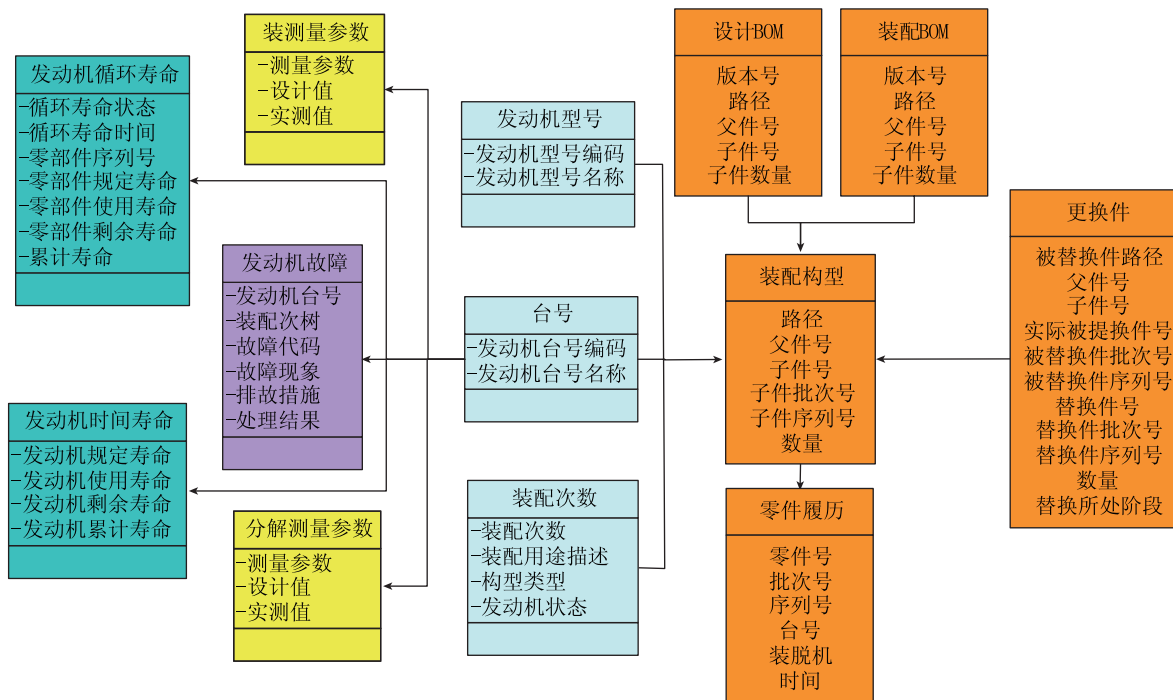 发动机循环寿命
-循环寿命状态
-循环寿命时间
-零部件序列号
-零部件规定寿命
-零部件使用寿命
-零部件剩余寿命
-累计寿命
发动机时间寿命
-发动机规定寿命
-发动机使用寿命
-发动机剩余寿命
-发动机累计寿命
装测量参数
-测量参数
-设计值
-实测值
发动机故障
-发动机台号
-装配次树
-故障代码
-故障现象
-排故措施
-处理结果
分解测量参数
-测量参数
-设计值
-实测值
发动机型号
-发动机型号编码
-发动机型号名称
台号
-发动机台号编码
-发动机台号名称
装配次数
-装配次数
-装配用途描述
-构型类型
-发动机状态
设计BOM
版本号
路径
父件号
子件号
子件数量
装配BOM
版本号
路径
父件号
子件号
子件数量
装配构型
路径
父件号
子件号
子件批次号
子件序列号
数量
零件履历
零件号
批次号
序列号
台号
装脱机
时间
更换件
被替换件路径
父件号
子件号
实际被提换件号
被替换件批次号
被替换件序列号
替换件号
替换件批次号
替换件序列号
数量
替换所处阶段